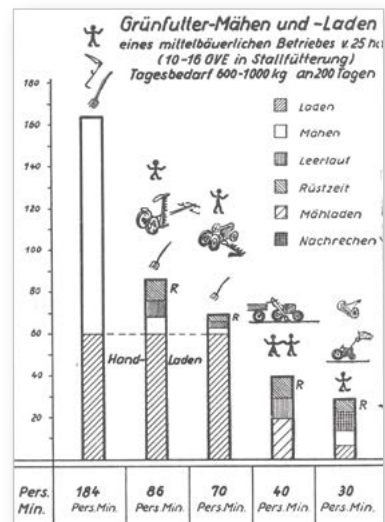 Grünfutter-Mähen und -Laden
eines mittelbäuerlichen Betriebes v. 25 ha
(10-16 GVE in Stallfütterung)
Tagesbedarf 600-1000 kg an 200 Tagen
180
160
140
120
100
80
60
40
20
Laden
Mähen
Leerlauf
Rüstzeit
Mähladen
Nachrechen
R
R
R
R
Hand-Laden
Pers. Min.
184 Pers.Min.
86 Pers.Min.
70 Pers.Min.
40 Pers.Min.
30 Pers.Min.